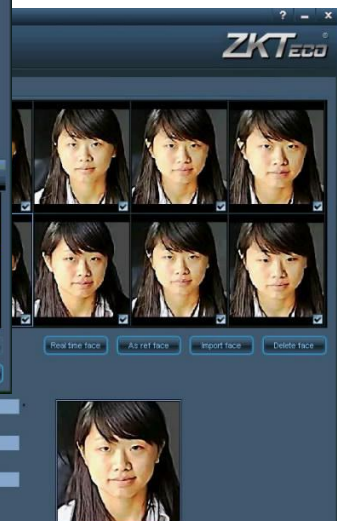 ? – x
ZKTECO®
Real time face
As ref face
Import face
Delete face
*